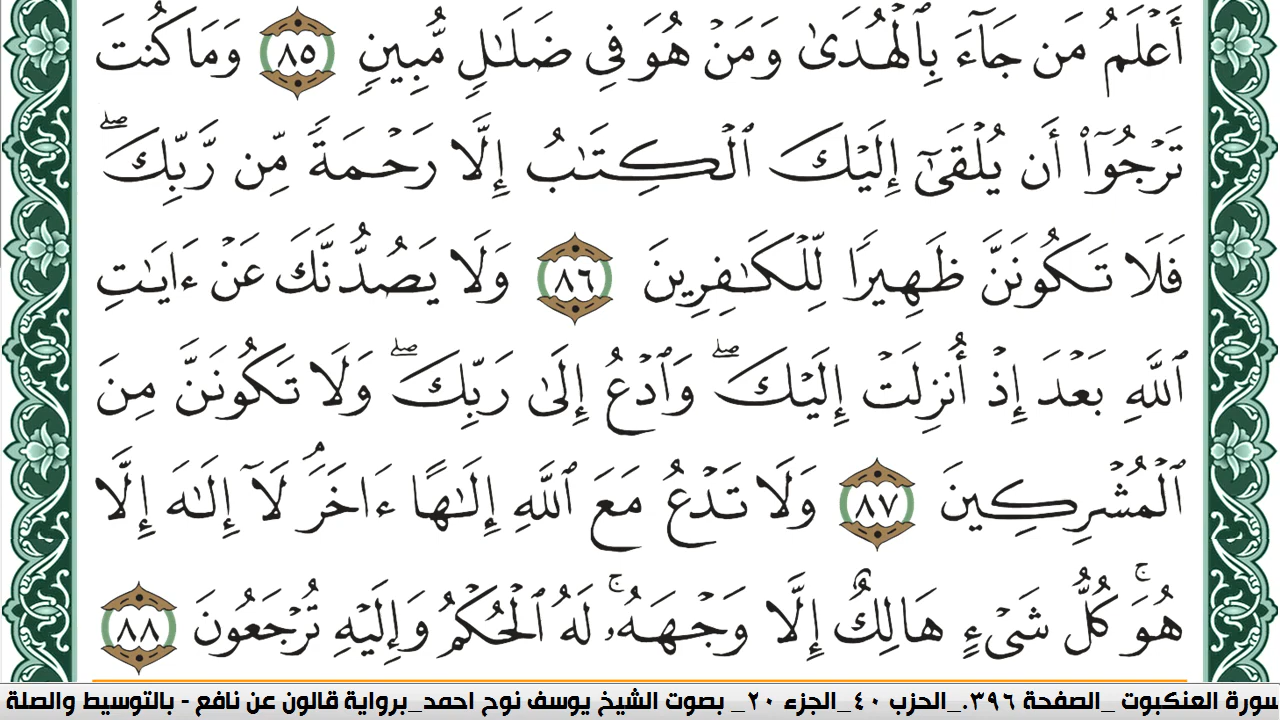 أَعْلَمُ مَن جَآءَ بِٱلْهُدَىٰ وَمَنْ هُوَ فِي ضَلَٰلٍ مُّبِينٍ ٨٥ وَمَا كُنتَ
تَرْجُوٓاْ أَن يُلْقَىٰٓ إِلَيْكَ ٱلْكِتَٰبُ إِلَّا رَحْمَةً مِّن رَّبِّكَۖ
فَلَا تَكُونَنَّ ظَهِيرًا لِّلْكَٰفِرِينَ ٨٦ وَلَا يَصُدُّنَّكَ عَنْ ءَايَٰتِ
ٱللَّهِ بَعْدَ إِذْ أُنزِلَتْ إِلَيْكَۖ وَٱدْعُ إِلَىٰ رَبِّكَۖ وَلَا تَكُونَنَّ مِنَ
ٱلْمُشْرِكِينَ ٨٧ وَلَا تَدْعُ مَعَ ٱللَّهِ إِلَٰهًا ءَاخَرَۘ لَآ إِلَٰهَ إِلَّا
هُوَۚ كُلُّ شَيْءٍ هَالِكٌ إِلَّا وَجْهَهُۥۚ لَهُ ٱلْحُكْمُ وَإِلَيْهِ تُرْجَعُونَ ٨٨
سورة العنكبوت _الصفحة ٣٩٦._الحزب ٤٠_الجزء ٢٠_ بصوت الشيخ يوسف نوح احمد_برواية قالون عن نافع - بالتوسيط والصلة